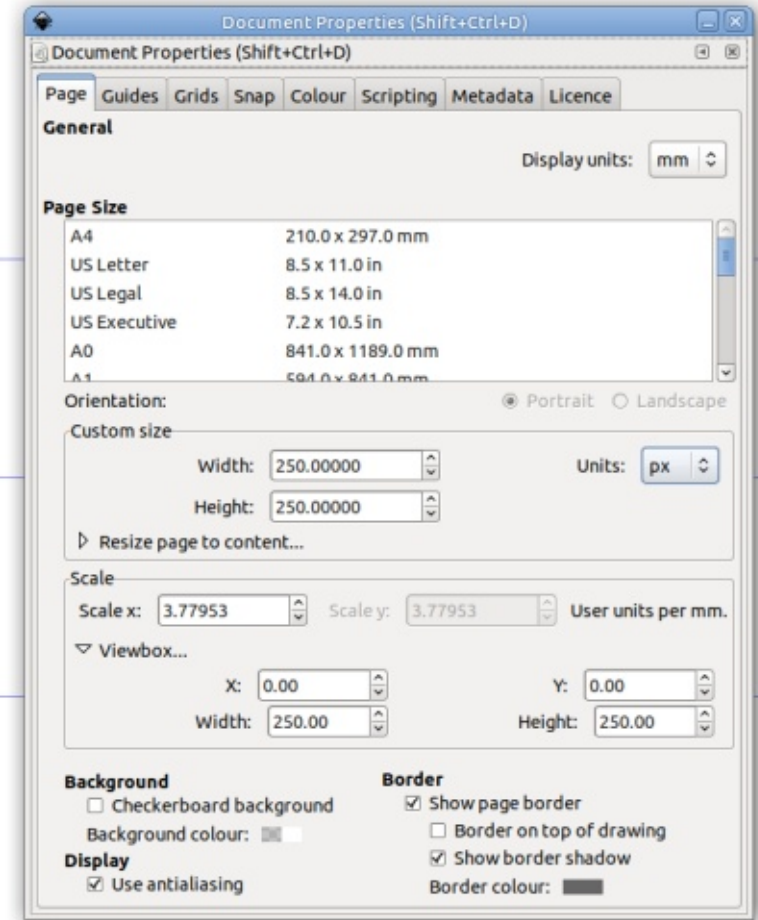 Document Properties (Shift+Ctrl+D)
Document Properties (Shift+Ctrl+D)
Page Guides Grids Snap Colour Scripting Metadata Licence
General
Display units: mm
Page Size
A4 210.0 x 297.0 mm
US Letter 8.5 x 11.0 in
US Legal 8.5 x 14.0 in
US Executive 7.2 x 10.5 in
A0 841.0 x 1189.0 mm
A1 594.0 x 841.0 mm
Orientation: Portrait Landscape
Custom size
Width: 250.00000 Units: px
Height: 250.00000
Resize page to content...
Scale
Scale x: 3.77953 Scale y: 3.77953 User units per mm.
Viewbox...
X: 0.00 Y: 0.00
Width: 250.00 Height: 250.00
Background Border
Checkerboard background Show page border
Background colour: Border on top of drawing
Display Show border shadow
Use antialiasing Border colour: